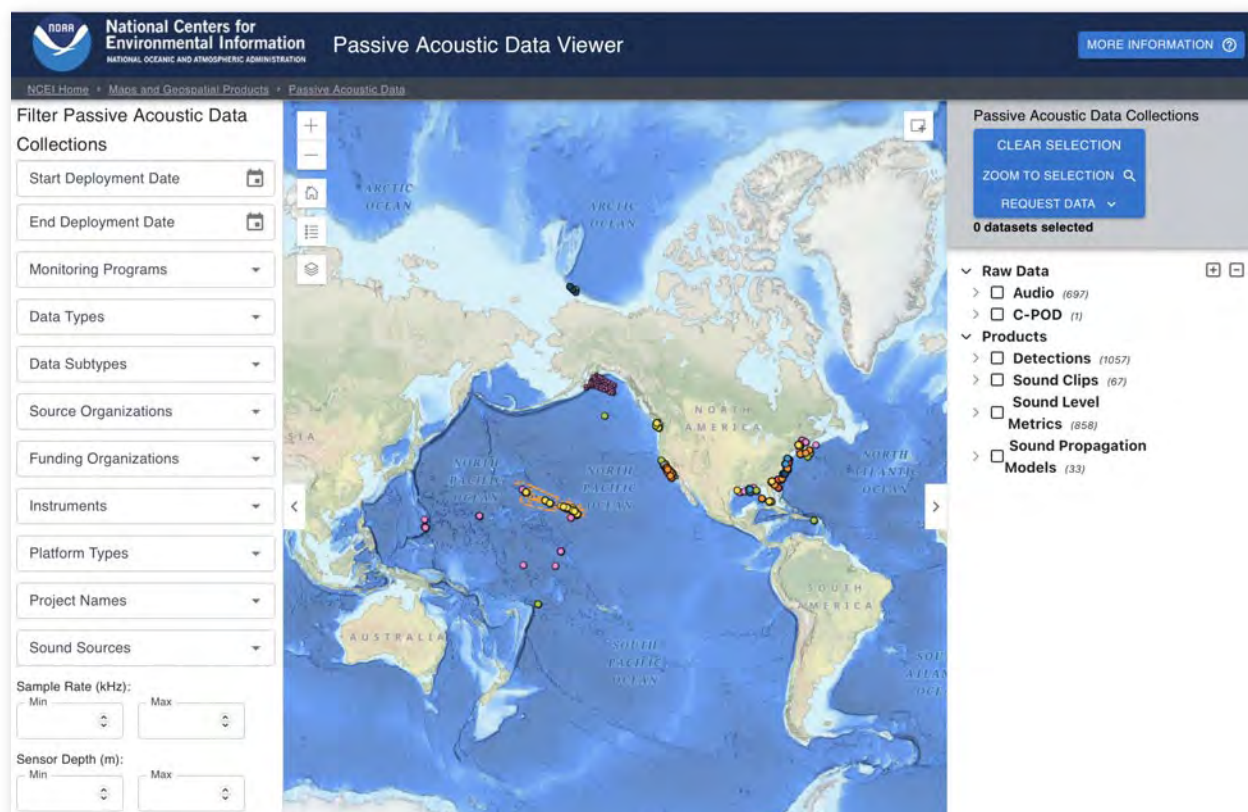 NOAA
National Centers for
Environmental Information
NATIONAL OCEANIC AND ATMOSPHERIC ADMINISTRATION
Passive Acoustic Data Viewer
MORE INFORMATION
NCEI Home
Maps and Geospatial Products
Passive Acoustic Data
Filter Passive Acoustic Data
Collections
Start Deployment Date
End Deployment Date
Monitoring Programs
Data Types
Data Subtypes
Source Organizations
Funding Organizations
Instruments
Platform Types
Project Names
Sound Sources
Sample Rate (kHz):
Min
Max
Sensor Depth (m):
Min
Max
ARCTIC
OCEAN
ARCTIC
OCEAN
NORTH
AMERICA
NORTH
PACIFIC
OCEAN
NORTH
PACIFIC
OCEAN
NORTH
ATLANTIC
OCEAN
SOUTH
AMERICA
AUSTRALIA
SOUTH
PACIFIC
OCEAN
Passive Acoustic Data Collections
CLEAR SELECTION
ZOOM TO SELECTION
REQUEST DATA
0 datasets selected
Raw Data
Audio (697)
C-POD (1)
Products
Detections (1057)
Sound Clips (67)
Sound Level
Metrics (858)
Sound Propagation
Models (33)